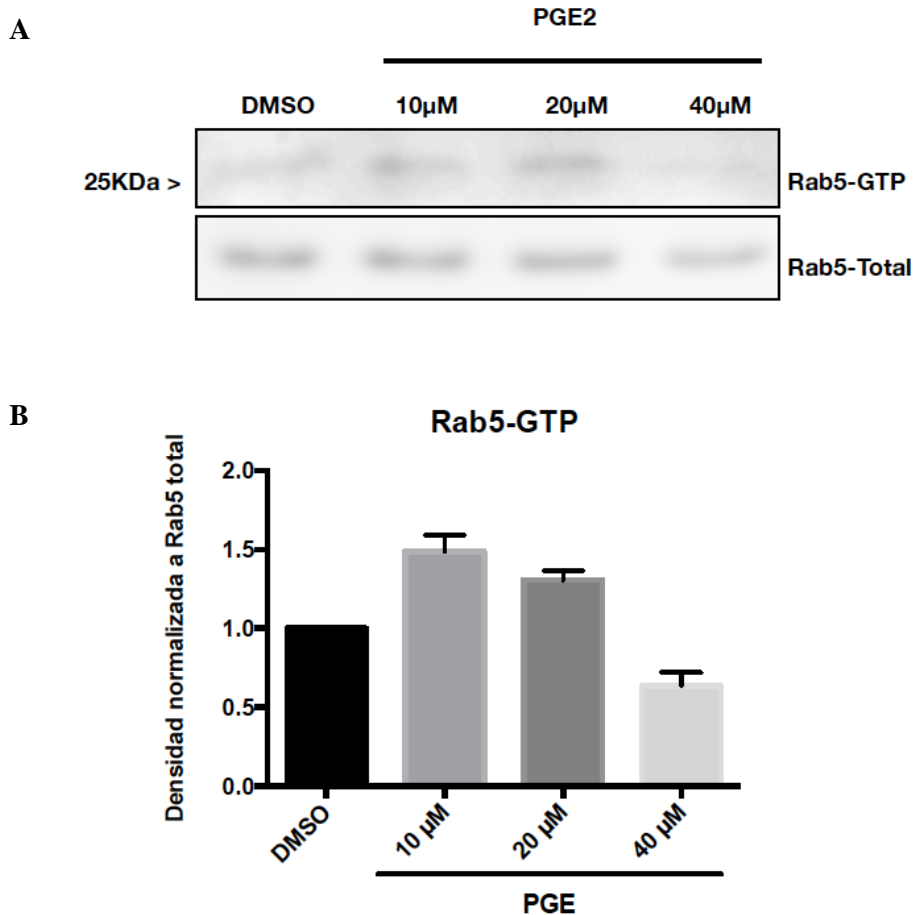 A
PGE2
DMSO 10µM 20µM 40µM
25KDa > Rab5-GTP
Rab5-Total
B
Rab5-GTP
Densidad normalizada a Rab5 total
2.0
1.5
1.0
0.5
0.0
DMSO 10 µM 20 µM 40 µM
PGE